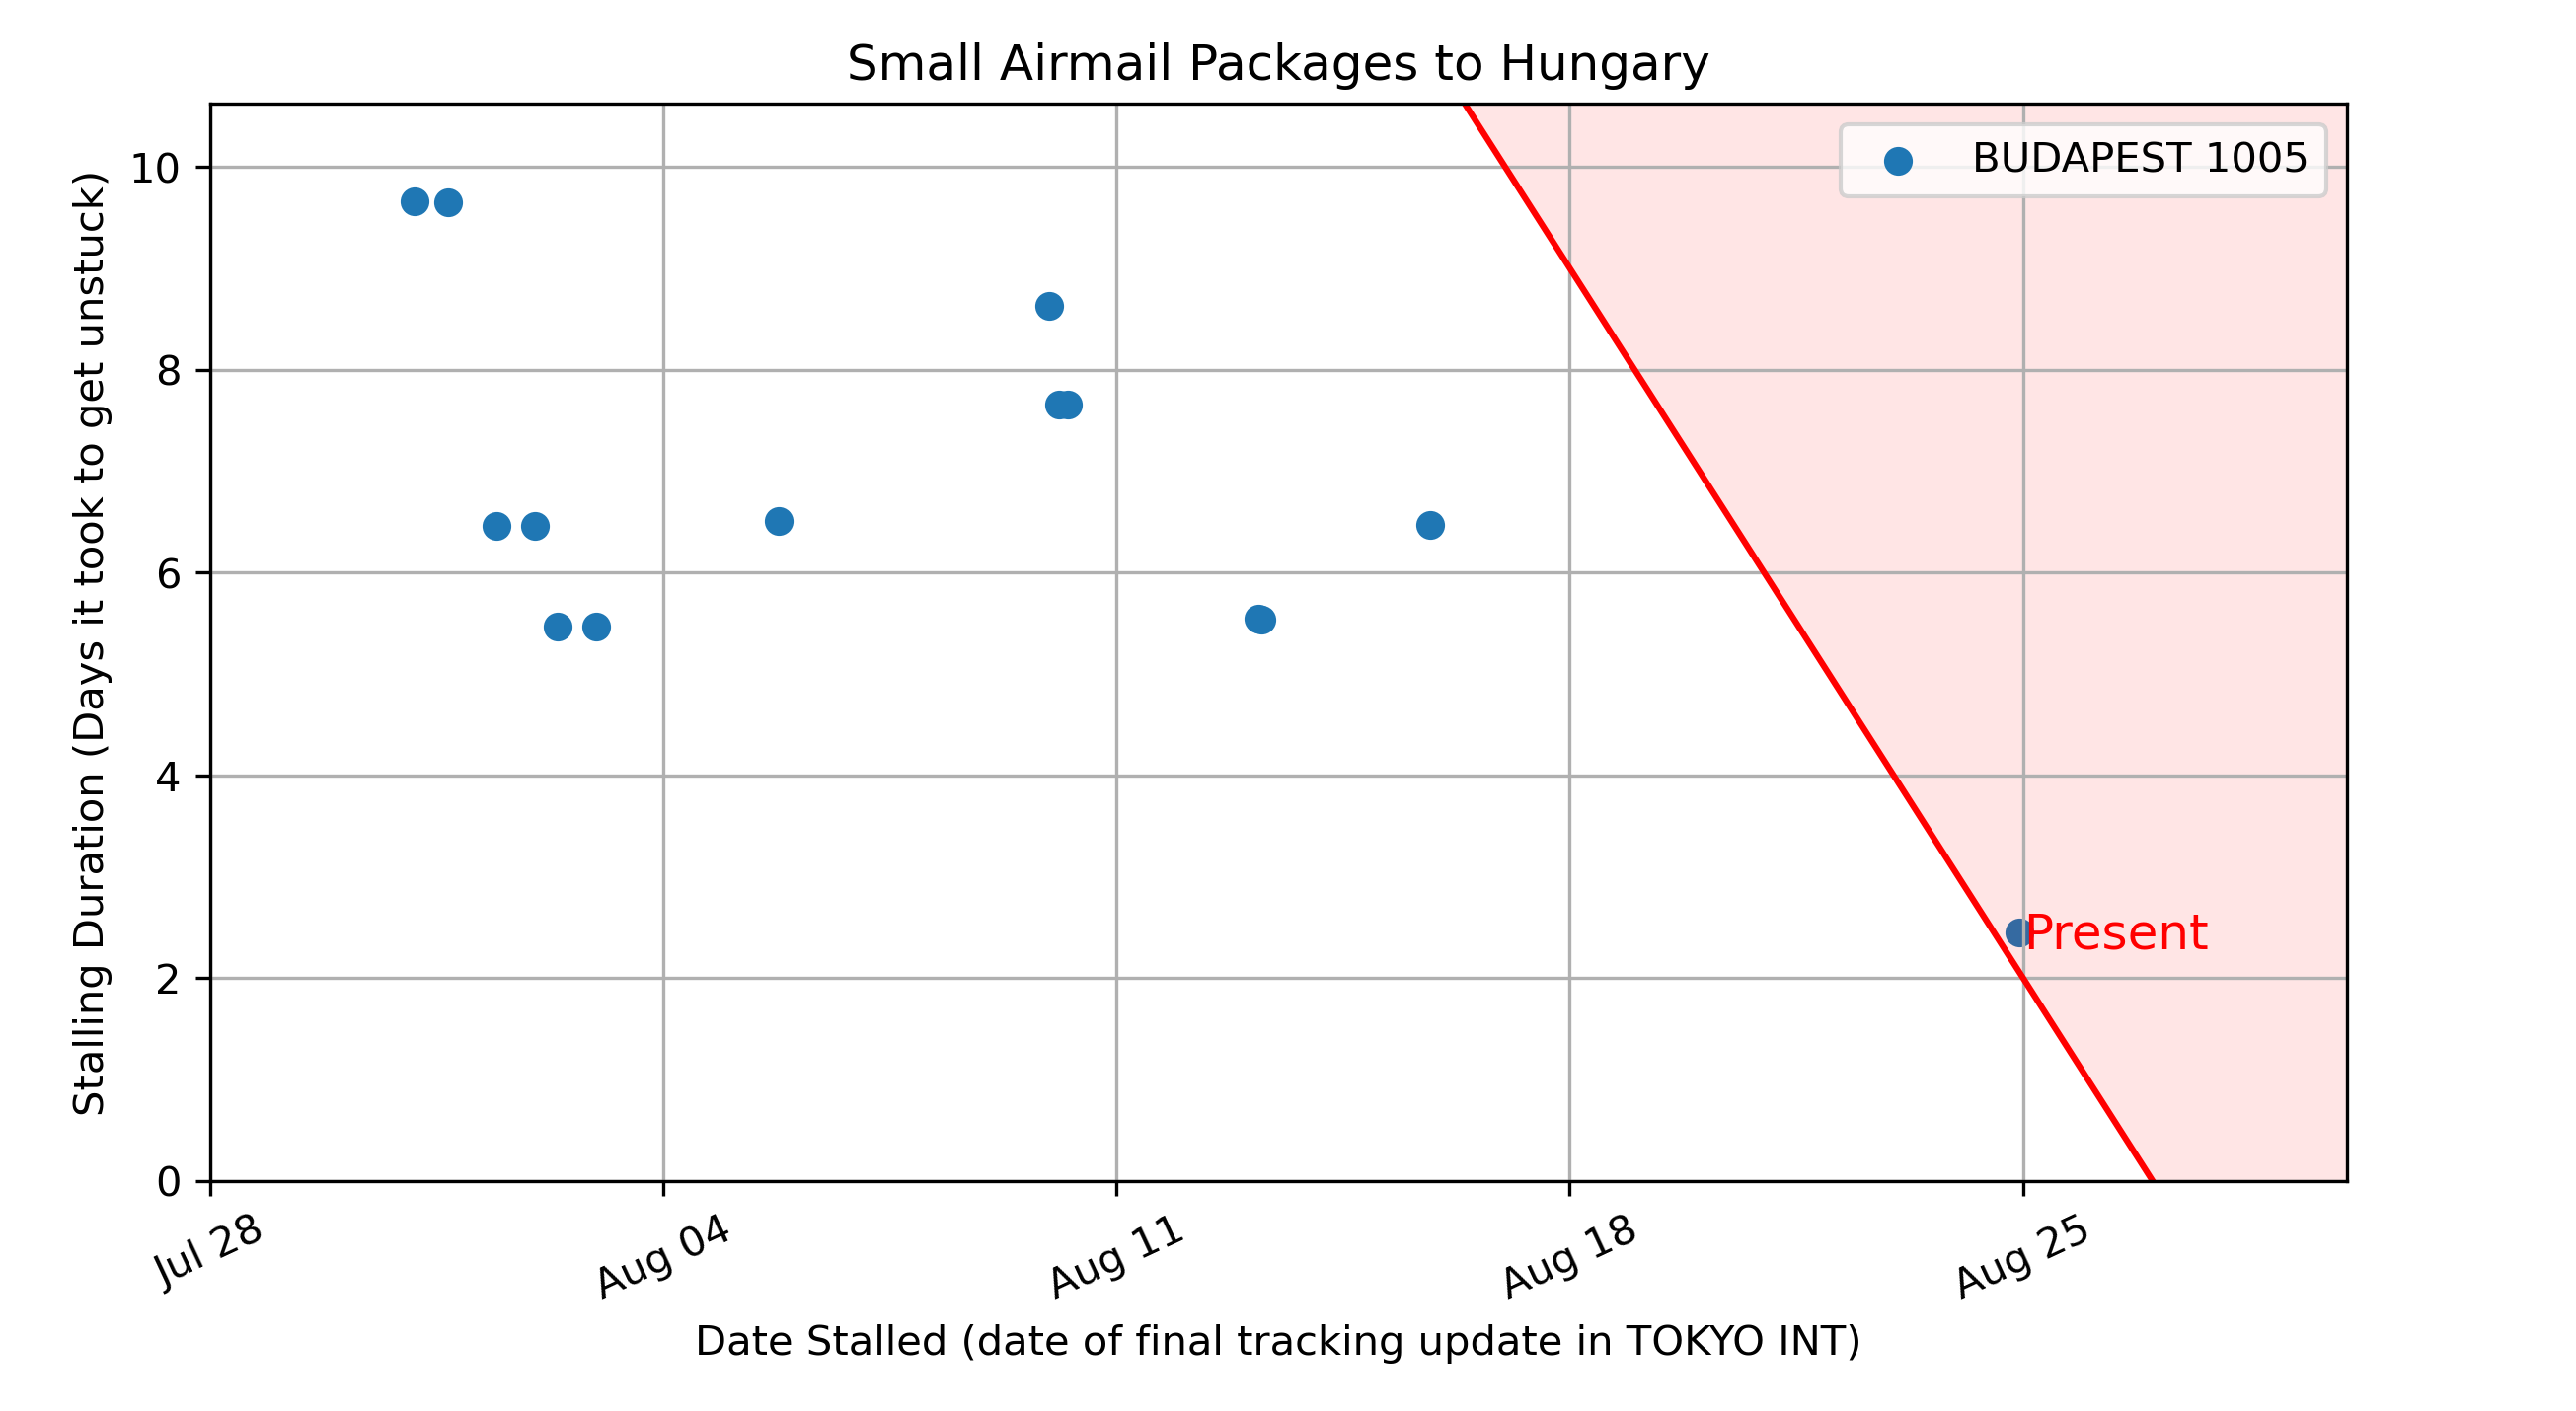 Small Airmail Packages to Hungary
BUDAPEST 1005
Stalling Duration (Days it took to get unstuck)
10
8
6
4
2
0
Present
Jul 28
Aug 04
Aug 11
Aug 18
Aug 25
Date Stalled (date of final tracking update in TOKYO INT)